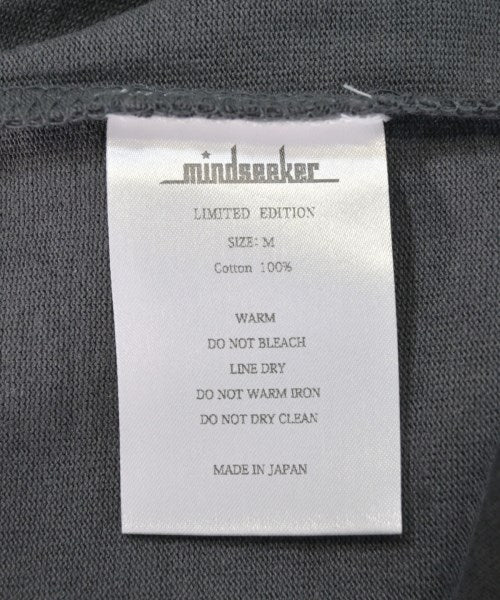 mindseeker
LIMITED EDITION
SIZE: M
Cotton 100%
WARM
DO NOT BLEACH
LINE DRY
DO NOT WARM IRON
DO NOT DRY CLEAN
MADE IN JAPAN